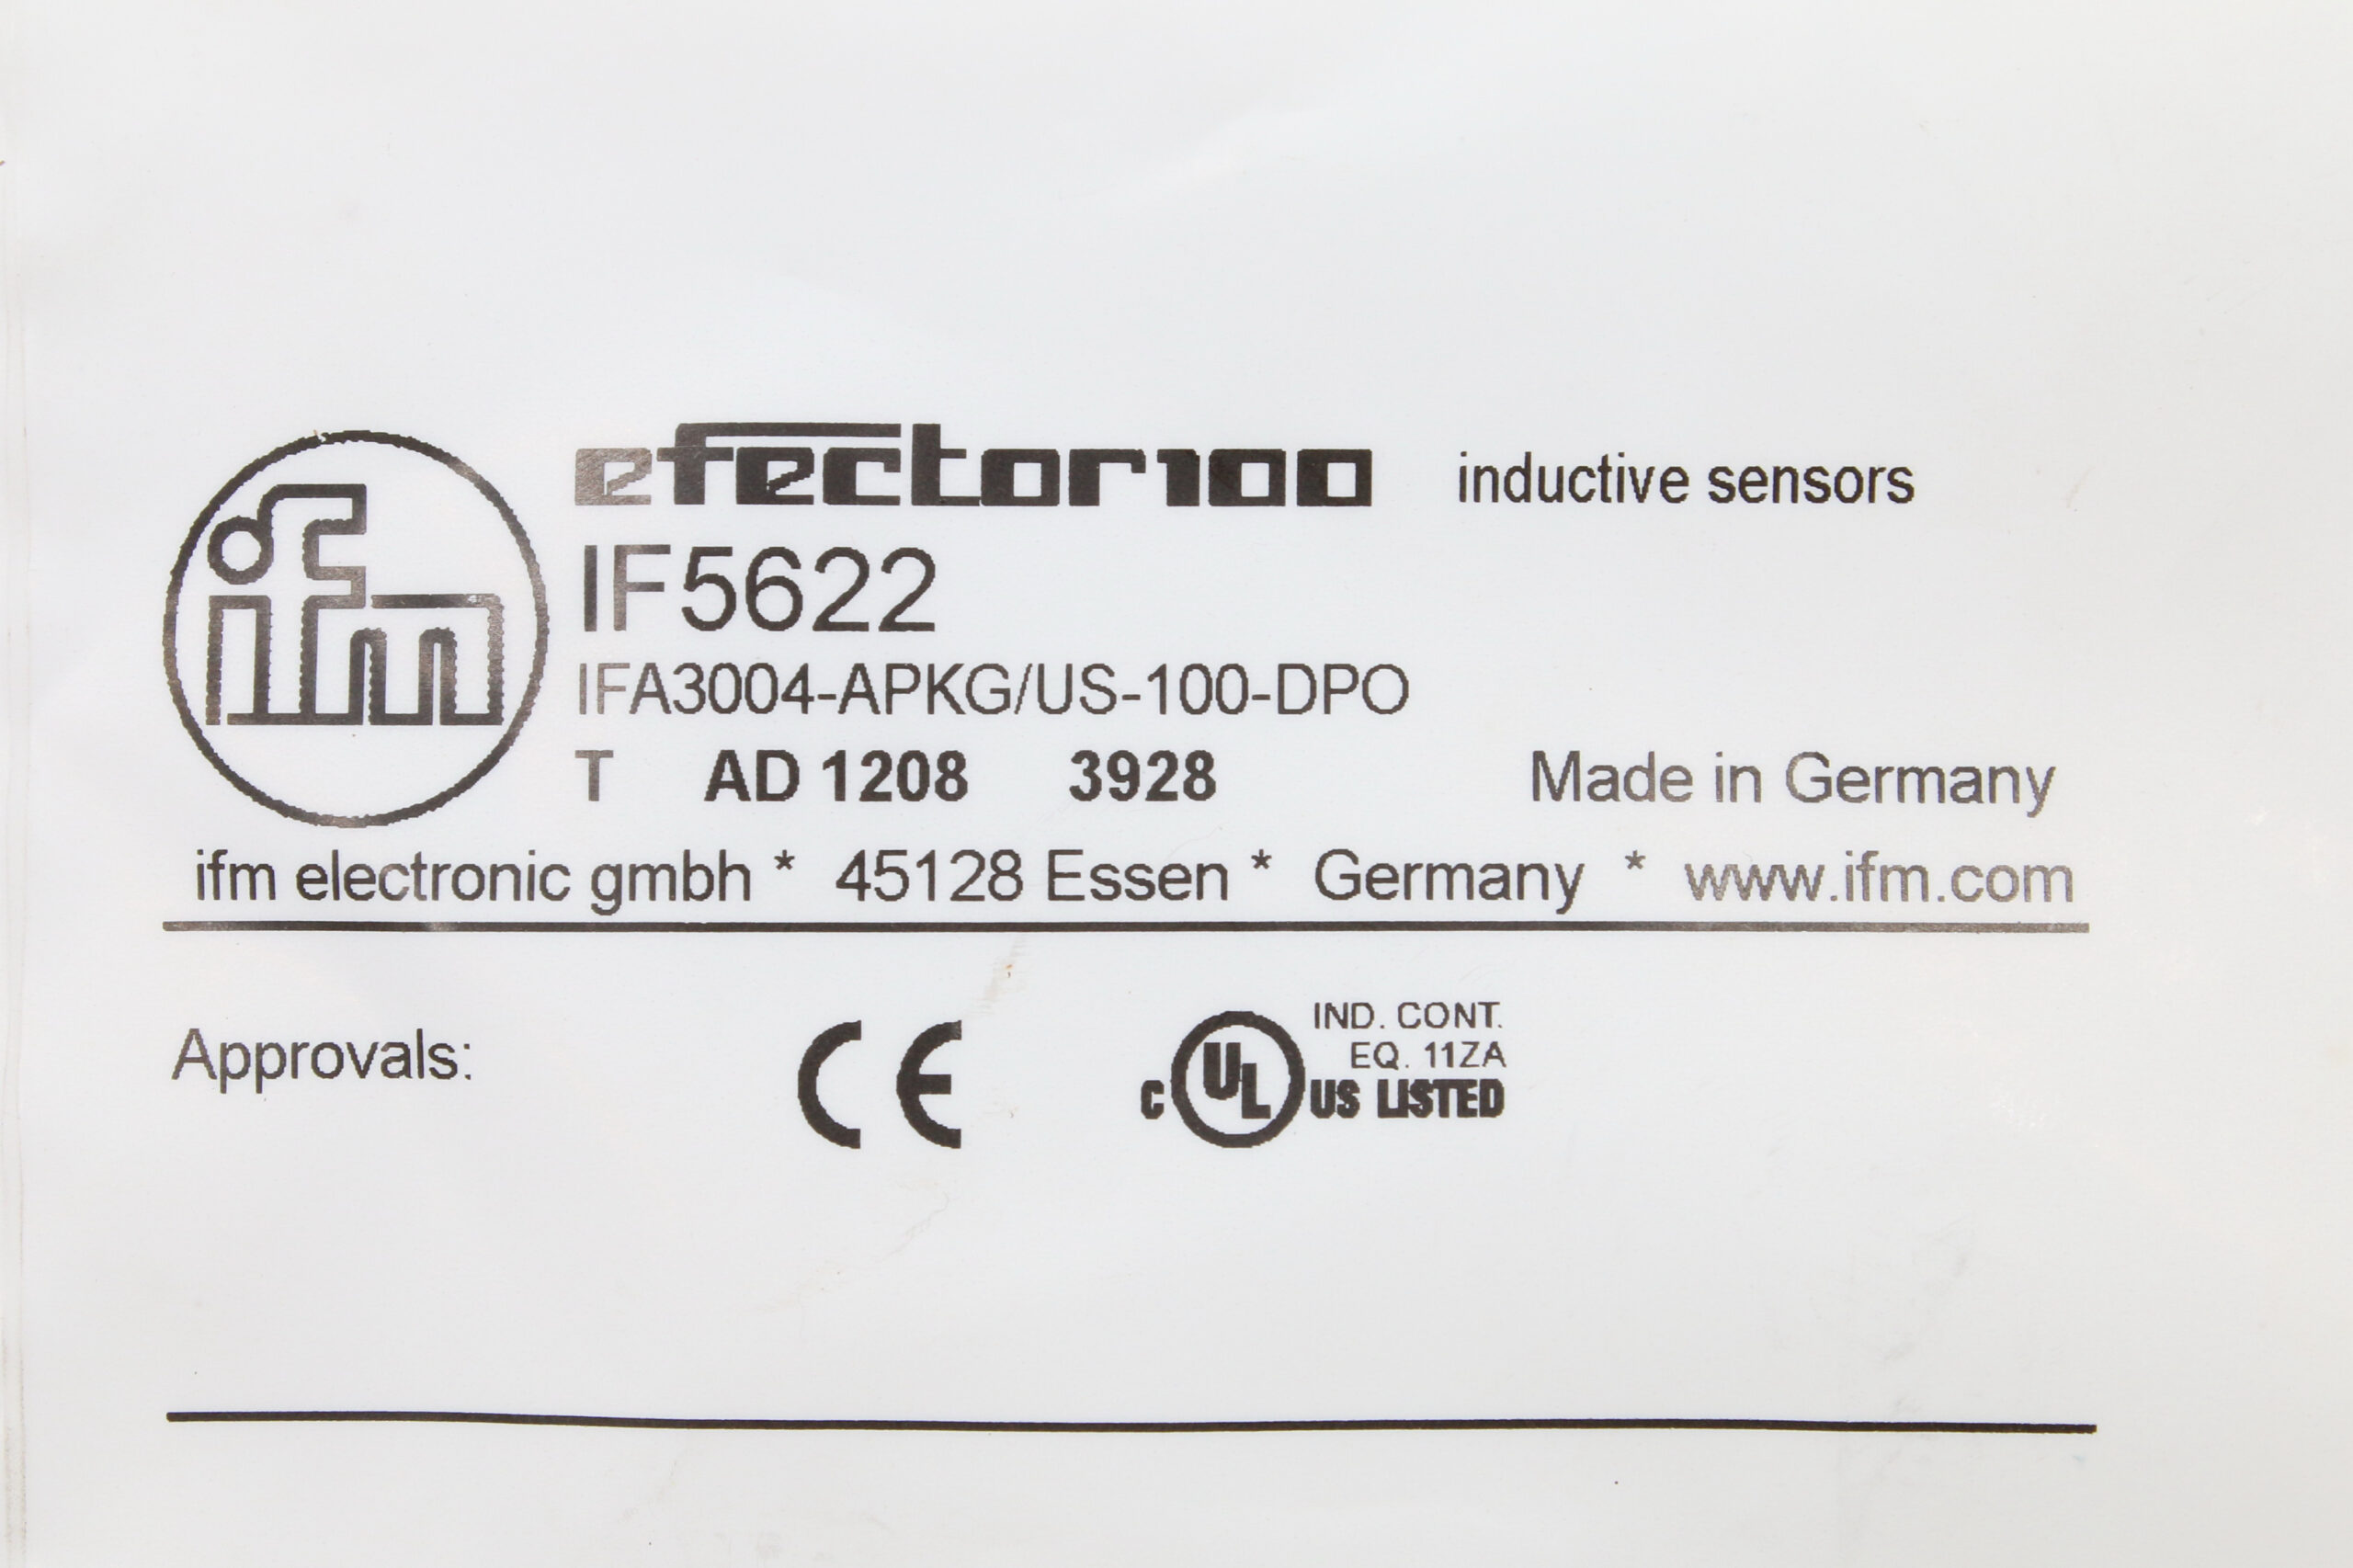 ifm
efector100 inductive sensors
IF5622
IFA3004-APKG/US-100-DPO
T AD 1208 3928 Made in Germany
ifm electronic gmbh * 45128 Essen * Germany * www.ifm.com
Approvals:
CE
IND. CONT.
EQ. 11ZA
C UL US LISTED